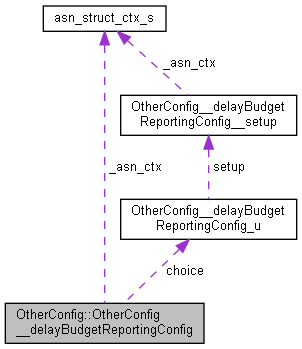 asn_struct_ctx_s
_asn_ctx
OtherConfig__delayBudget
ReportingConfig__setup
_asn_ctx
setup
OtherConfig__delayBudget
ReportingConfig_u
choice
OtherConfig::OtherConfig
__delayBudgetReportingConfig